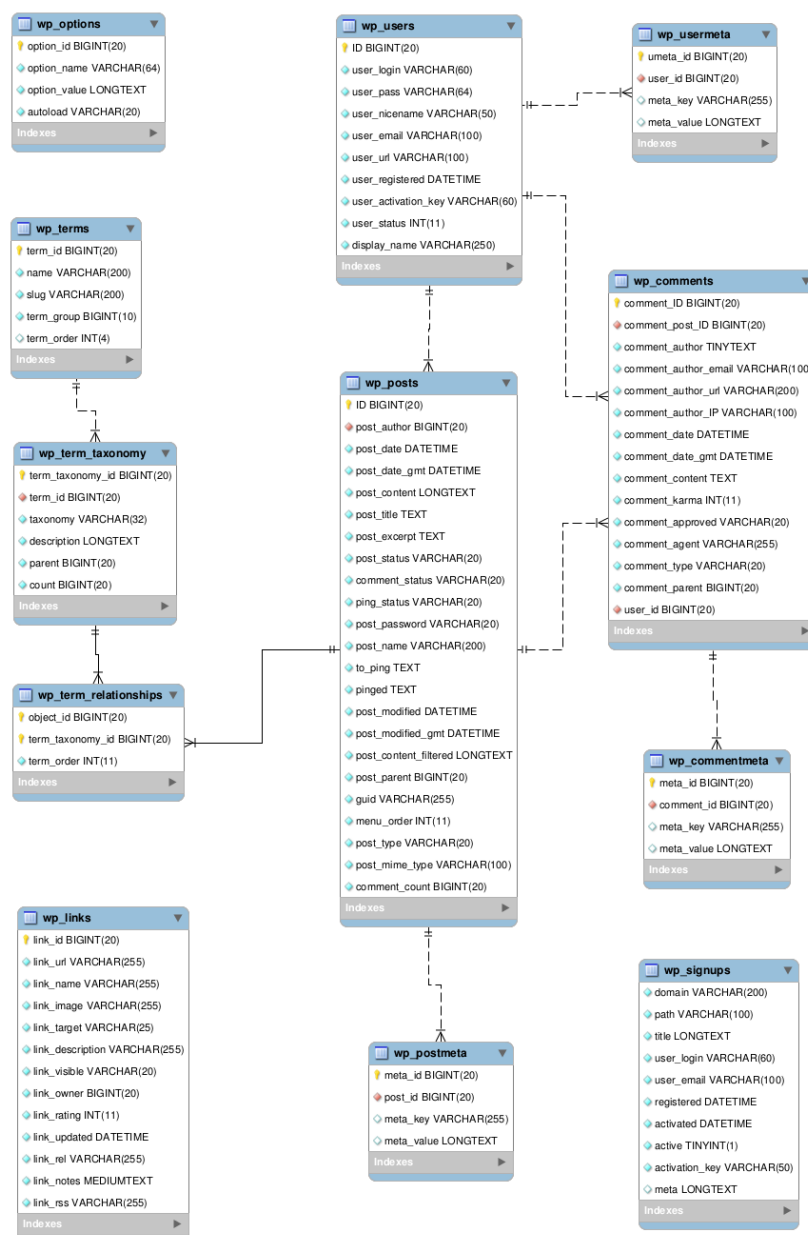 wp_options
option_id BIGINT(20)
option_name VARCHAR(64)
option_value LONGTEXT
autoload VARCHAR(20)
Indexes
wp_users
ID BIGINT(20)
user_login VARCHAR(60)
user_pass VARCHAR(64)
user_nicename VARCHAR(50)
user_email VARCHAR(100)
user_url VARCHAR(100)
user_registered DATETIME
user_activation_key VARCHAR(60)
user_status INT(11)
display_name VARCHAR(250)
Indexes
wp_usermeta
umeta_id BIGINT(20)
user_id BIGINT(20)
meta_key VARCHAR(255)
meta_value LONGTEXT
Indexes
wp_terms
term_id BIGINT(20)
name VARCHAR(200)
slug VARCHAR(200)
term_group BIGINT(10)
term_order INT(4)
Indexes
wp_comments
comment_ID BIGINT(20)
comment_post_ID BIGINT(20)
comment_author TINYTEXT
comment_author_email VARCHAR(100
comment_author_url VARCHAR(200)
comment_author_IP VARCHAR(100)
comment_date DATETIME
comment_date_gmt DATETIME
comment_content TEXT
comment_karma INT(11)
comment_approved VARCHAR(20)
comment_agent VARCHAR(255)
comment_type VARCHAR(20)
comment_parent BIGINT(20)
user_id BIGINT(20)
Indexes
wp_posts
ID BIGINT(20)
post_author BIGINT(20)
post_date DATETIME
post_date_gmt DATETIME
post_content LONGTEXT
post_title TEXT
post_excerpt TEXT
post_status VARCHAR(20)
comment_status VARCHAR(20)
ping_status VARCHAR(20)
post_password VARCHAR(20)
post_name VARCHAR(200)
to_ping TEXT
pinged TEXT
post_modified DATETIME
post_modified_gmt DATETIME
post_content_filtered LONGTEXT
post_parent BIGINT(20)
guid VARCHAR(255)
menu_order INT(11)
post_type VARCHAR(20)
post_mime_type VARCHAR(100)
comment_count BIGINT(20)
Indexes
wp_term_taxonomy
term_taxonomy_id BIGINT(20)
term_id BIGINT(20)
taxonomy VARCHAR(32)
description LONGTEXT
parent BIGINT(20)
count BIGINT(20)
Indexes
wp_term_relationships
object_id BIGINT(20)
term_taxonomy_id BIGINT(20)
term_order INT(11)
Indexes
wp_commentmeta
meta_id BIGINT(20)
comment_id BIGINT(20)
meta_key VARCHAR(255)
meta_value LONGTEXT
Indexes
wp_links
link_id BIGINT(20)
link_url VARCHAR(255)
link_name VARCHAR(255)
link_image VARCHAR(255)
link_target VARCHAR(25)
link_description VARCHAR(255)
link_visible VARCHAR(20)
link_owner BIGINT(20)
link_rating INT(11)
link_updated DATETIME
link_rel VARCHAR(255)
link_notes MEDIUMTEXT
link_rss VARCHAR(255)
Indexes
wp_postmeta
meta_id BIGINT(20)
post_id BIGINT(20)
meta_key VARCHAR(255)
meta_value LONGTEXT
Indexes
wp_signups
domain VARCHAR(200)
path VARCHAR(100)
title LONGTEXT
user_login VARCHAR(60)
user_email VARCHAR(100)
registered DATETIME
activated DATETIME
active TINYINT(1)
activation_key VARCHAR(50)
meta LONGTEXT
Indexes